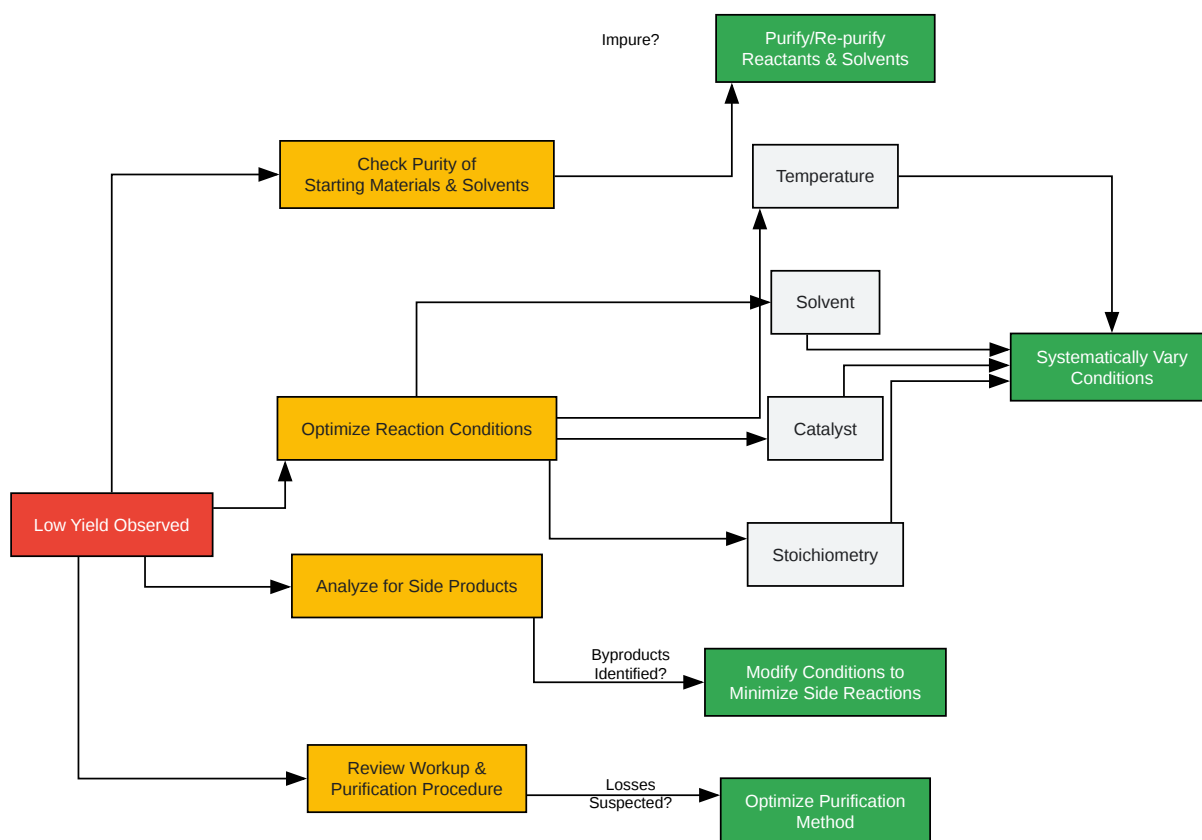 Impure?
Purify/Re-purify
Reactants & Solvents
Check Purity of
Starting Materials & Solvents
Temperature
Solvent
Systematically Vary
Conditions
Optimize Reaction Conditions
Catalyst
Low Yield Observed
Stoichiometry
Analyze for Side Products
Byproducts
Identified?
Modify Conditions to
Minimize Side Reactions
Review Workup &
Purification Procedure
Losses
Suspected?
Optimize Purification
Method